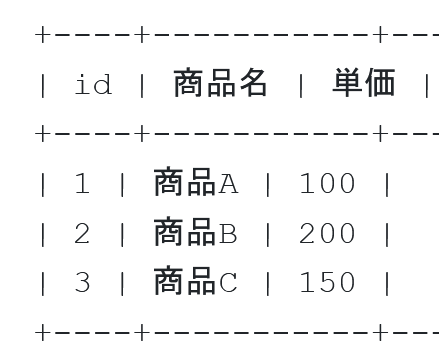 +----+-----------+---
| id | 商品名 | 単価 |
+----+-----------+---
| 1 | 商品A | 100 |
| 2 | 商品B | 200 |
| 3 | 商品C | 150 |
+----+-----------+---